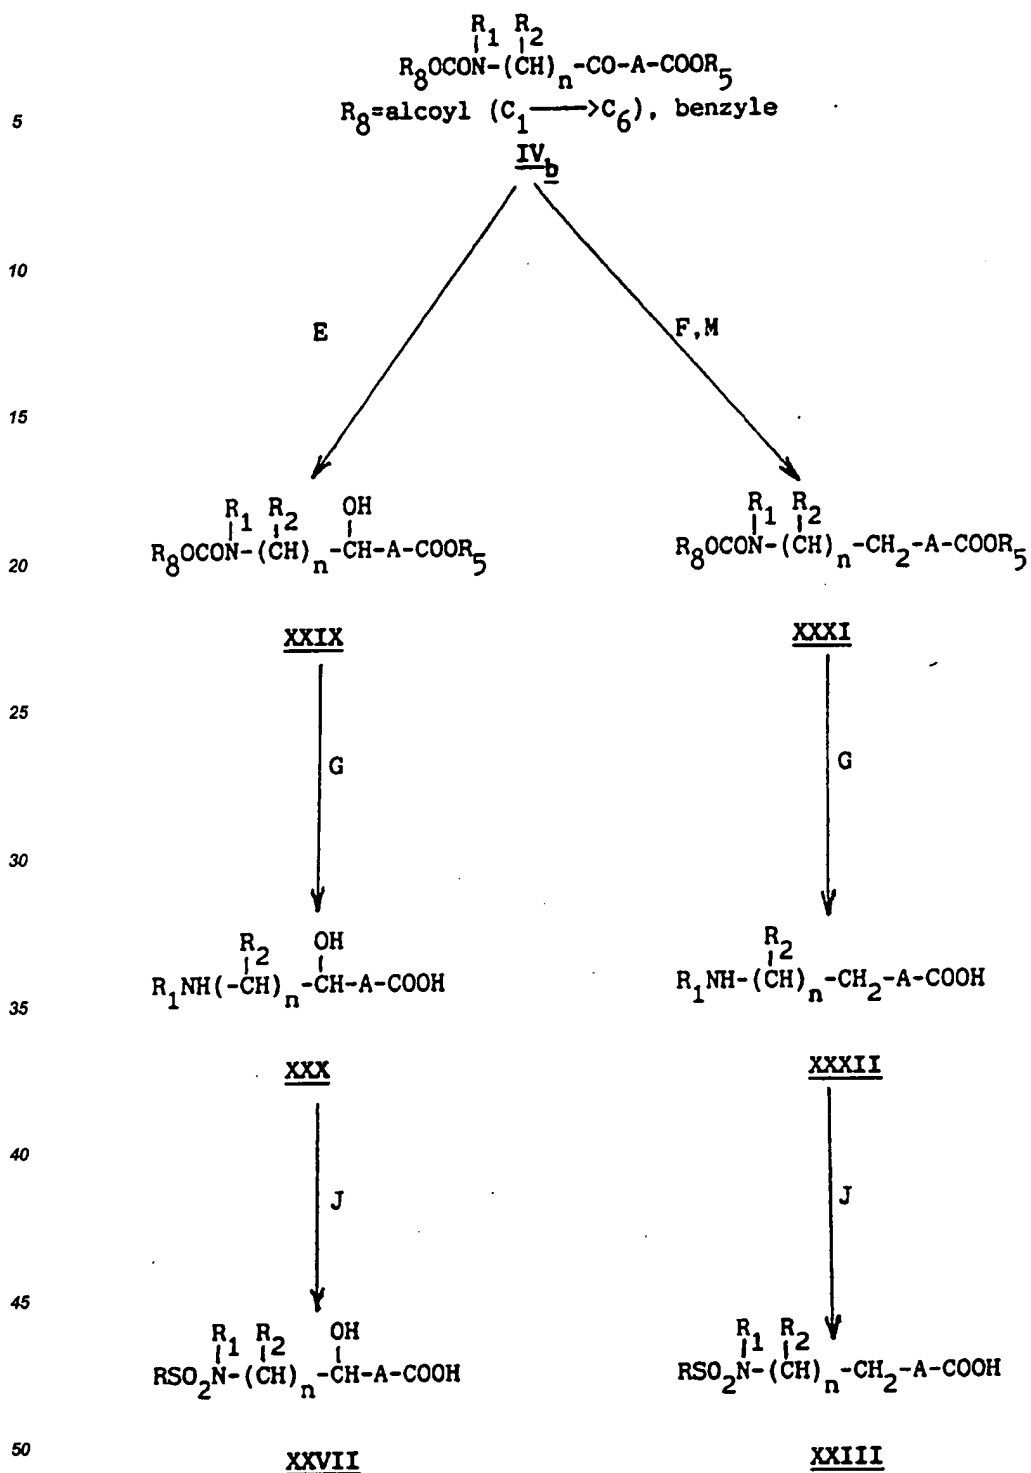 R1 R2
R8OCON-(CH)n-CO-A-COOR5
5
R8=alcoyl (C1——>C6), benzyle
IVb
10
E
F,M
15
R1 R2 OH
R8OCON-(CH)n-CH-A-COOR5
R1 R2
R8OCON-(CH)n-CH2-A-COOR5
20
XXIX
XXXI
25
G
G
30
R2 OH
R1NH(-CH)n-CH-A-COOH
R2
R1NH-(CH)n-CH2-A-COOH
35
XXX
XXXII
40
J
J
45
R1 R2 OH
RSO2N-(CH)n-CH-A-COOH
R1 R2
RSO2N-(CH)n-CH2-A-COOH
50
XXVII
XXIII